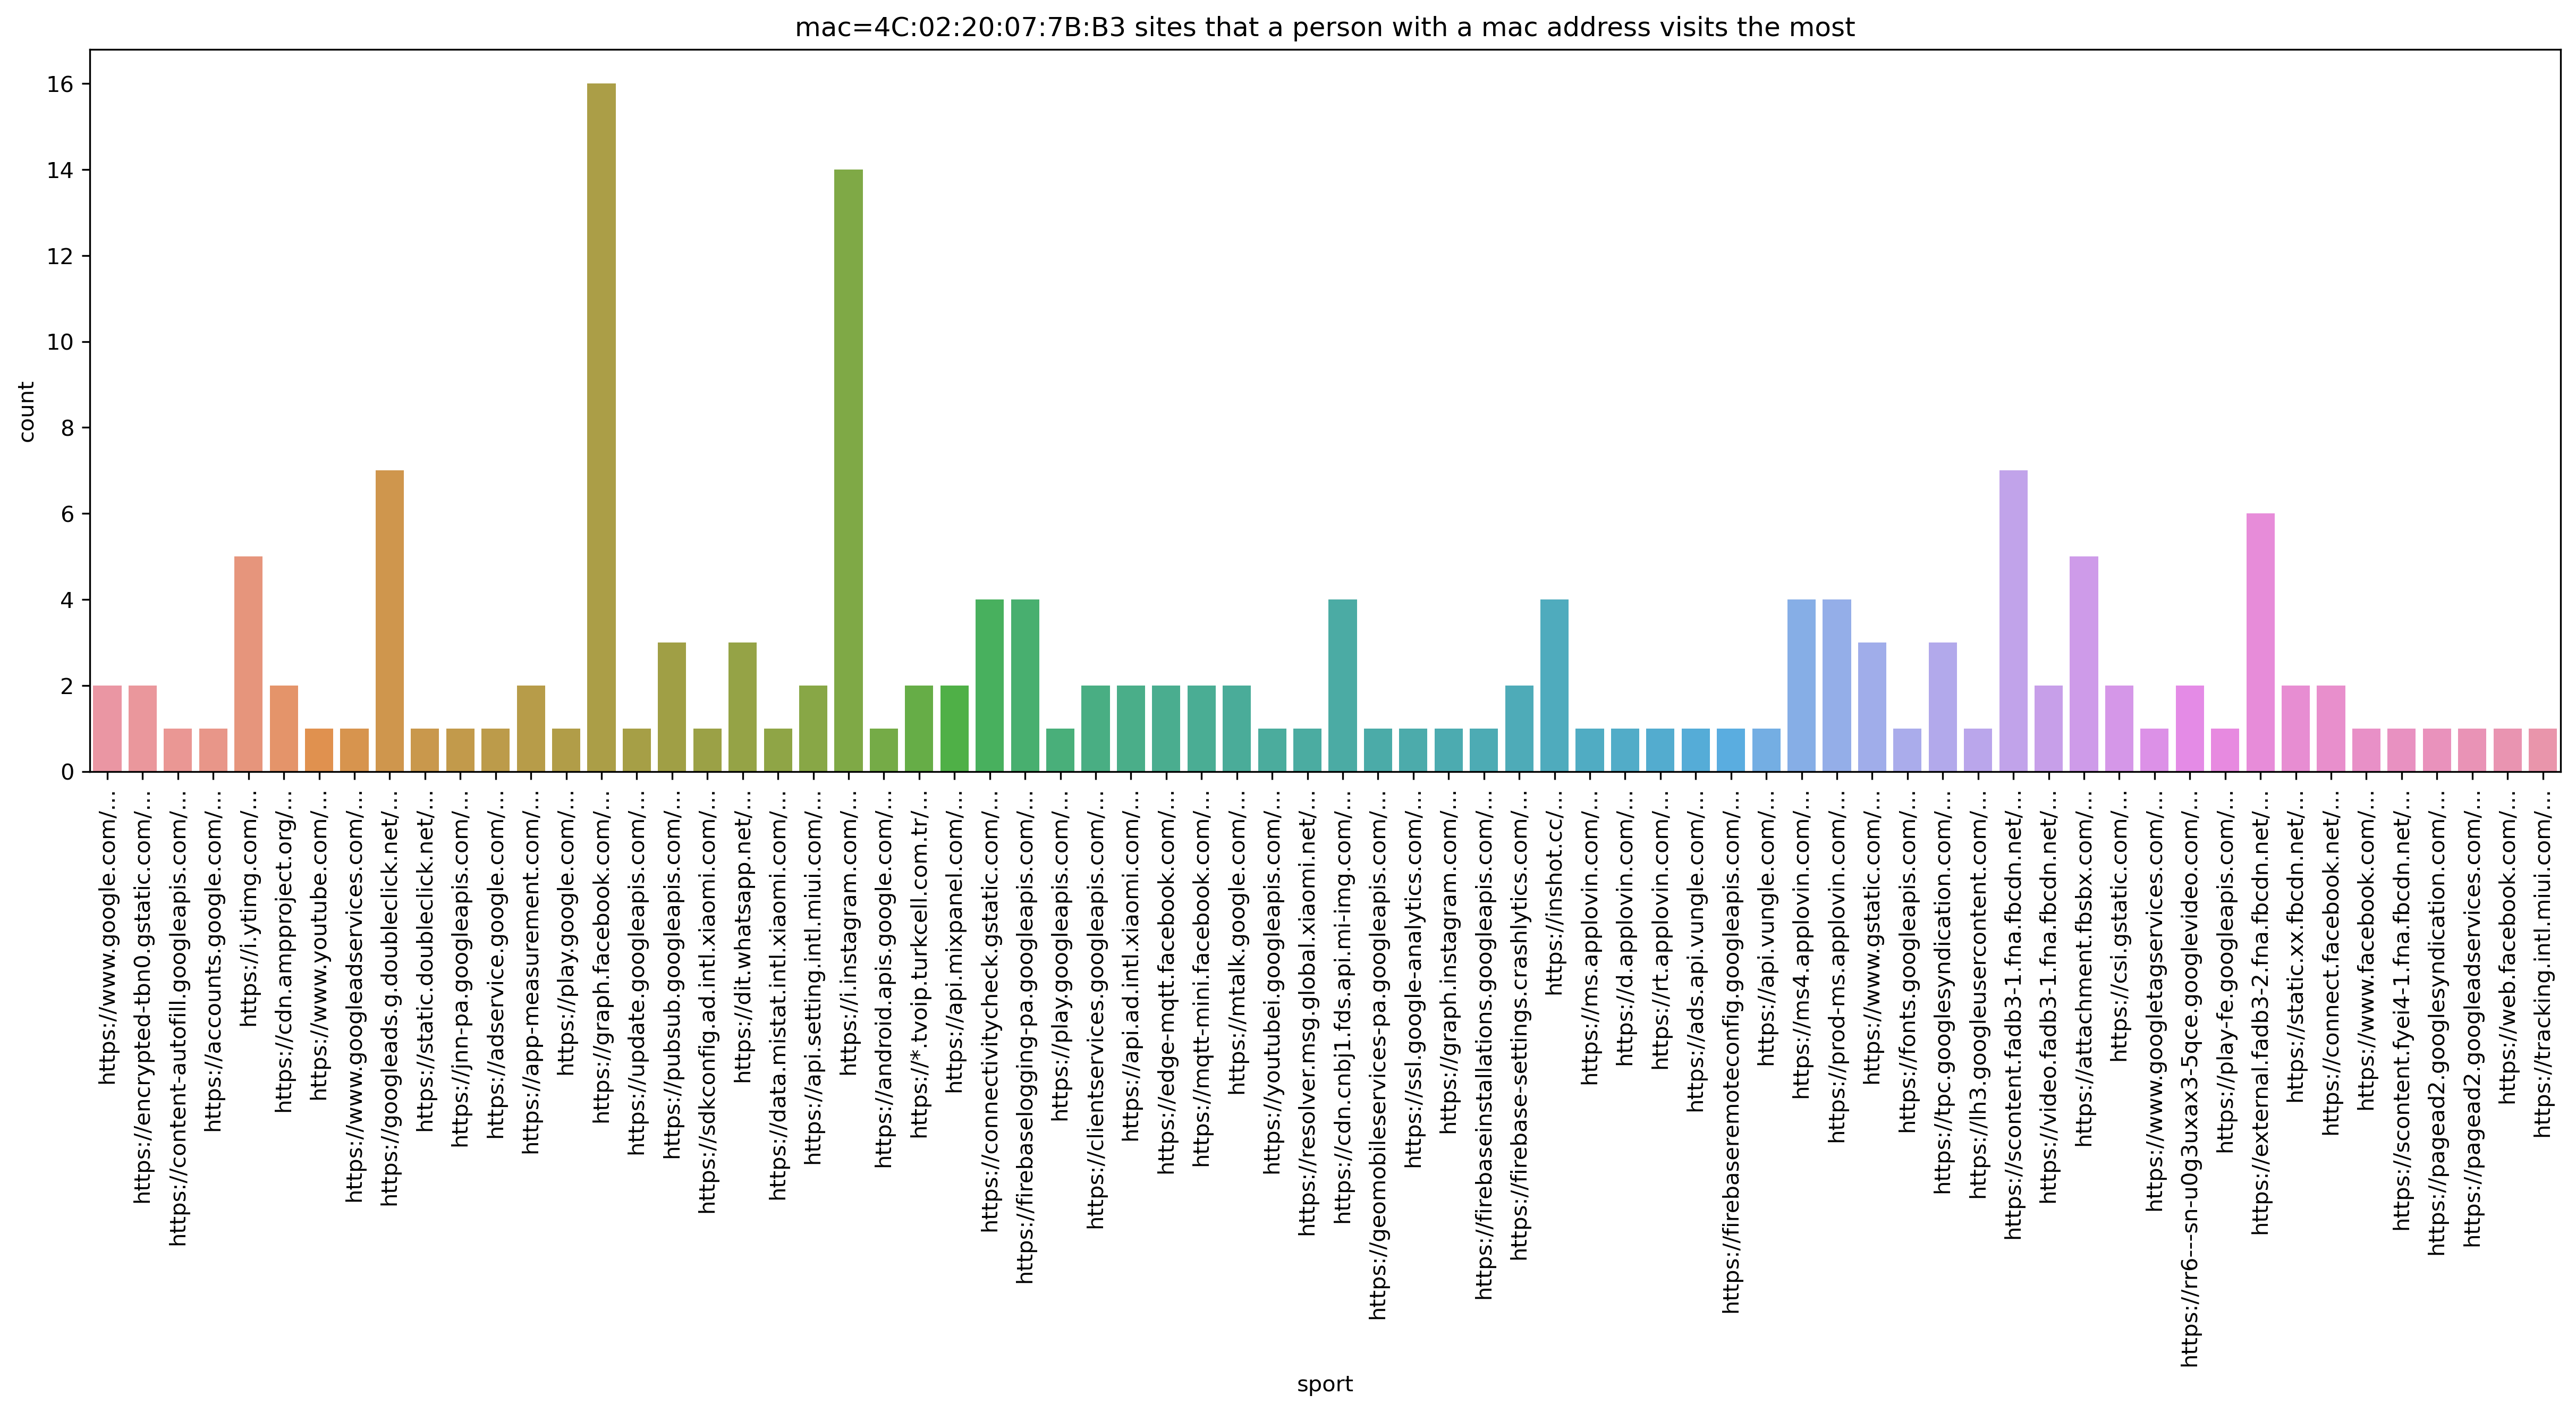 mac=4C:02:20:07:7B:B3 sites that a person with a mac address visits the most
count
16
14
12
10
8
6
4
2
0
https://www.google.com/...
https://encrypted-tbn0.gstatic.com/...
https://content-autofill.googleapis.com/...
https://accounts.google.com/...
https://i.ytimg.com/...
https://cdn.ampproject.org/...
https://www.youtube.com/...
https://www.googleadservices.com/...
https://googleads.g.doubleclick.net/...
https://static.doubleclick.net/...
https://jnn-pa.googleapis.com/...
https://adservice.google.com/...
https://app-measurement.com/...
https://play.google.com/...
https://graph.facebook.com/...
https://update.googleapis.com/...
https://pubsub.googleapis.com/...
https://sdkconfig.ad.intl.xiaomi.com/...
https://dit.whatsapp.net/...
https://data.mistat.intl.xiaomi.com/...
https://api.setting.intl.miui.com/...
https://i.instagram.com/...
https://android.apis.google.com/...
https://*.tvoip.turkcell.com.tr/...
https://api.mixpanel.com/...
https://connectivitycheck.gstatic.com/...
https://firebaselogging-pa.googleapis.com/...
https://play.googleapis.com/...
https://clientservices.googleapis.com/...
https://api.ad.intl.xiaomi.com/...
https://edge-mqtt.facebook.com/...
https://mqtt-mini.facebook.com/...
https://mtalk.google.com/...
https://youtubei.googleapis.com/...
https://resolver.msg.global.xiaomi.net/...
https://cdn.cnbj1.fds.api.mi-img.com/...
https://geomobileservices-pa.googleapis.com/...
https://ssl.google-analytics.com/...
https://graph.instagram.com/...
https://firebaseinstallations.googleapis.com/...
https://firebase-settings.crashlytics.com/...
https://inshot.cc/...
https://ms.applovin.com/...
https://d.applovin.com/...
https://rt.applovin.com/...
https://ads.api.vungle.com/...
https://firebaseremoteconfig.googleapis.com/...
https://api.vungle.com/...
https://ms4.applovin.com/...
https://prod-ms.applovin.com/...
https://www.gstatic.com/...
https://fonts.googleapis.com/...
https://tpc.googlesyndication.com/...
https://lh3.googleusercontent.com/...
https://scontent.fadb3-1.fna.fbcdn.net/...
https://video.fadb3-1.fna.fbcdn.net/...
https://attachment.fbsbx.com/...
https://csi.gstatic.com/...
https://www.googletagservices.com/...
https://rr6---sn-u0g3uxax3-5qce.googlevideo.com/...
https://play-fe.googleapis.com/...
https://external.fadb3-2.fna.fbcdn.net/...
https://static.xx.fbcdn.net/...
https://connect.facebook.net/...
https://www.facebook.com/...
https://scontent.fyei4-1.fna.fbcdn.net/...
https://pagead2.googlesyndication.com/...
https://pagead2.googleadservices.com/...
https://web.facebook.com/...
https://tracking.intl.miui.com/...
sport